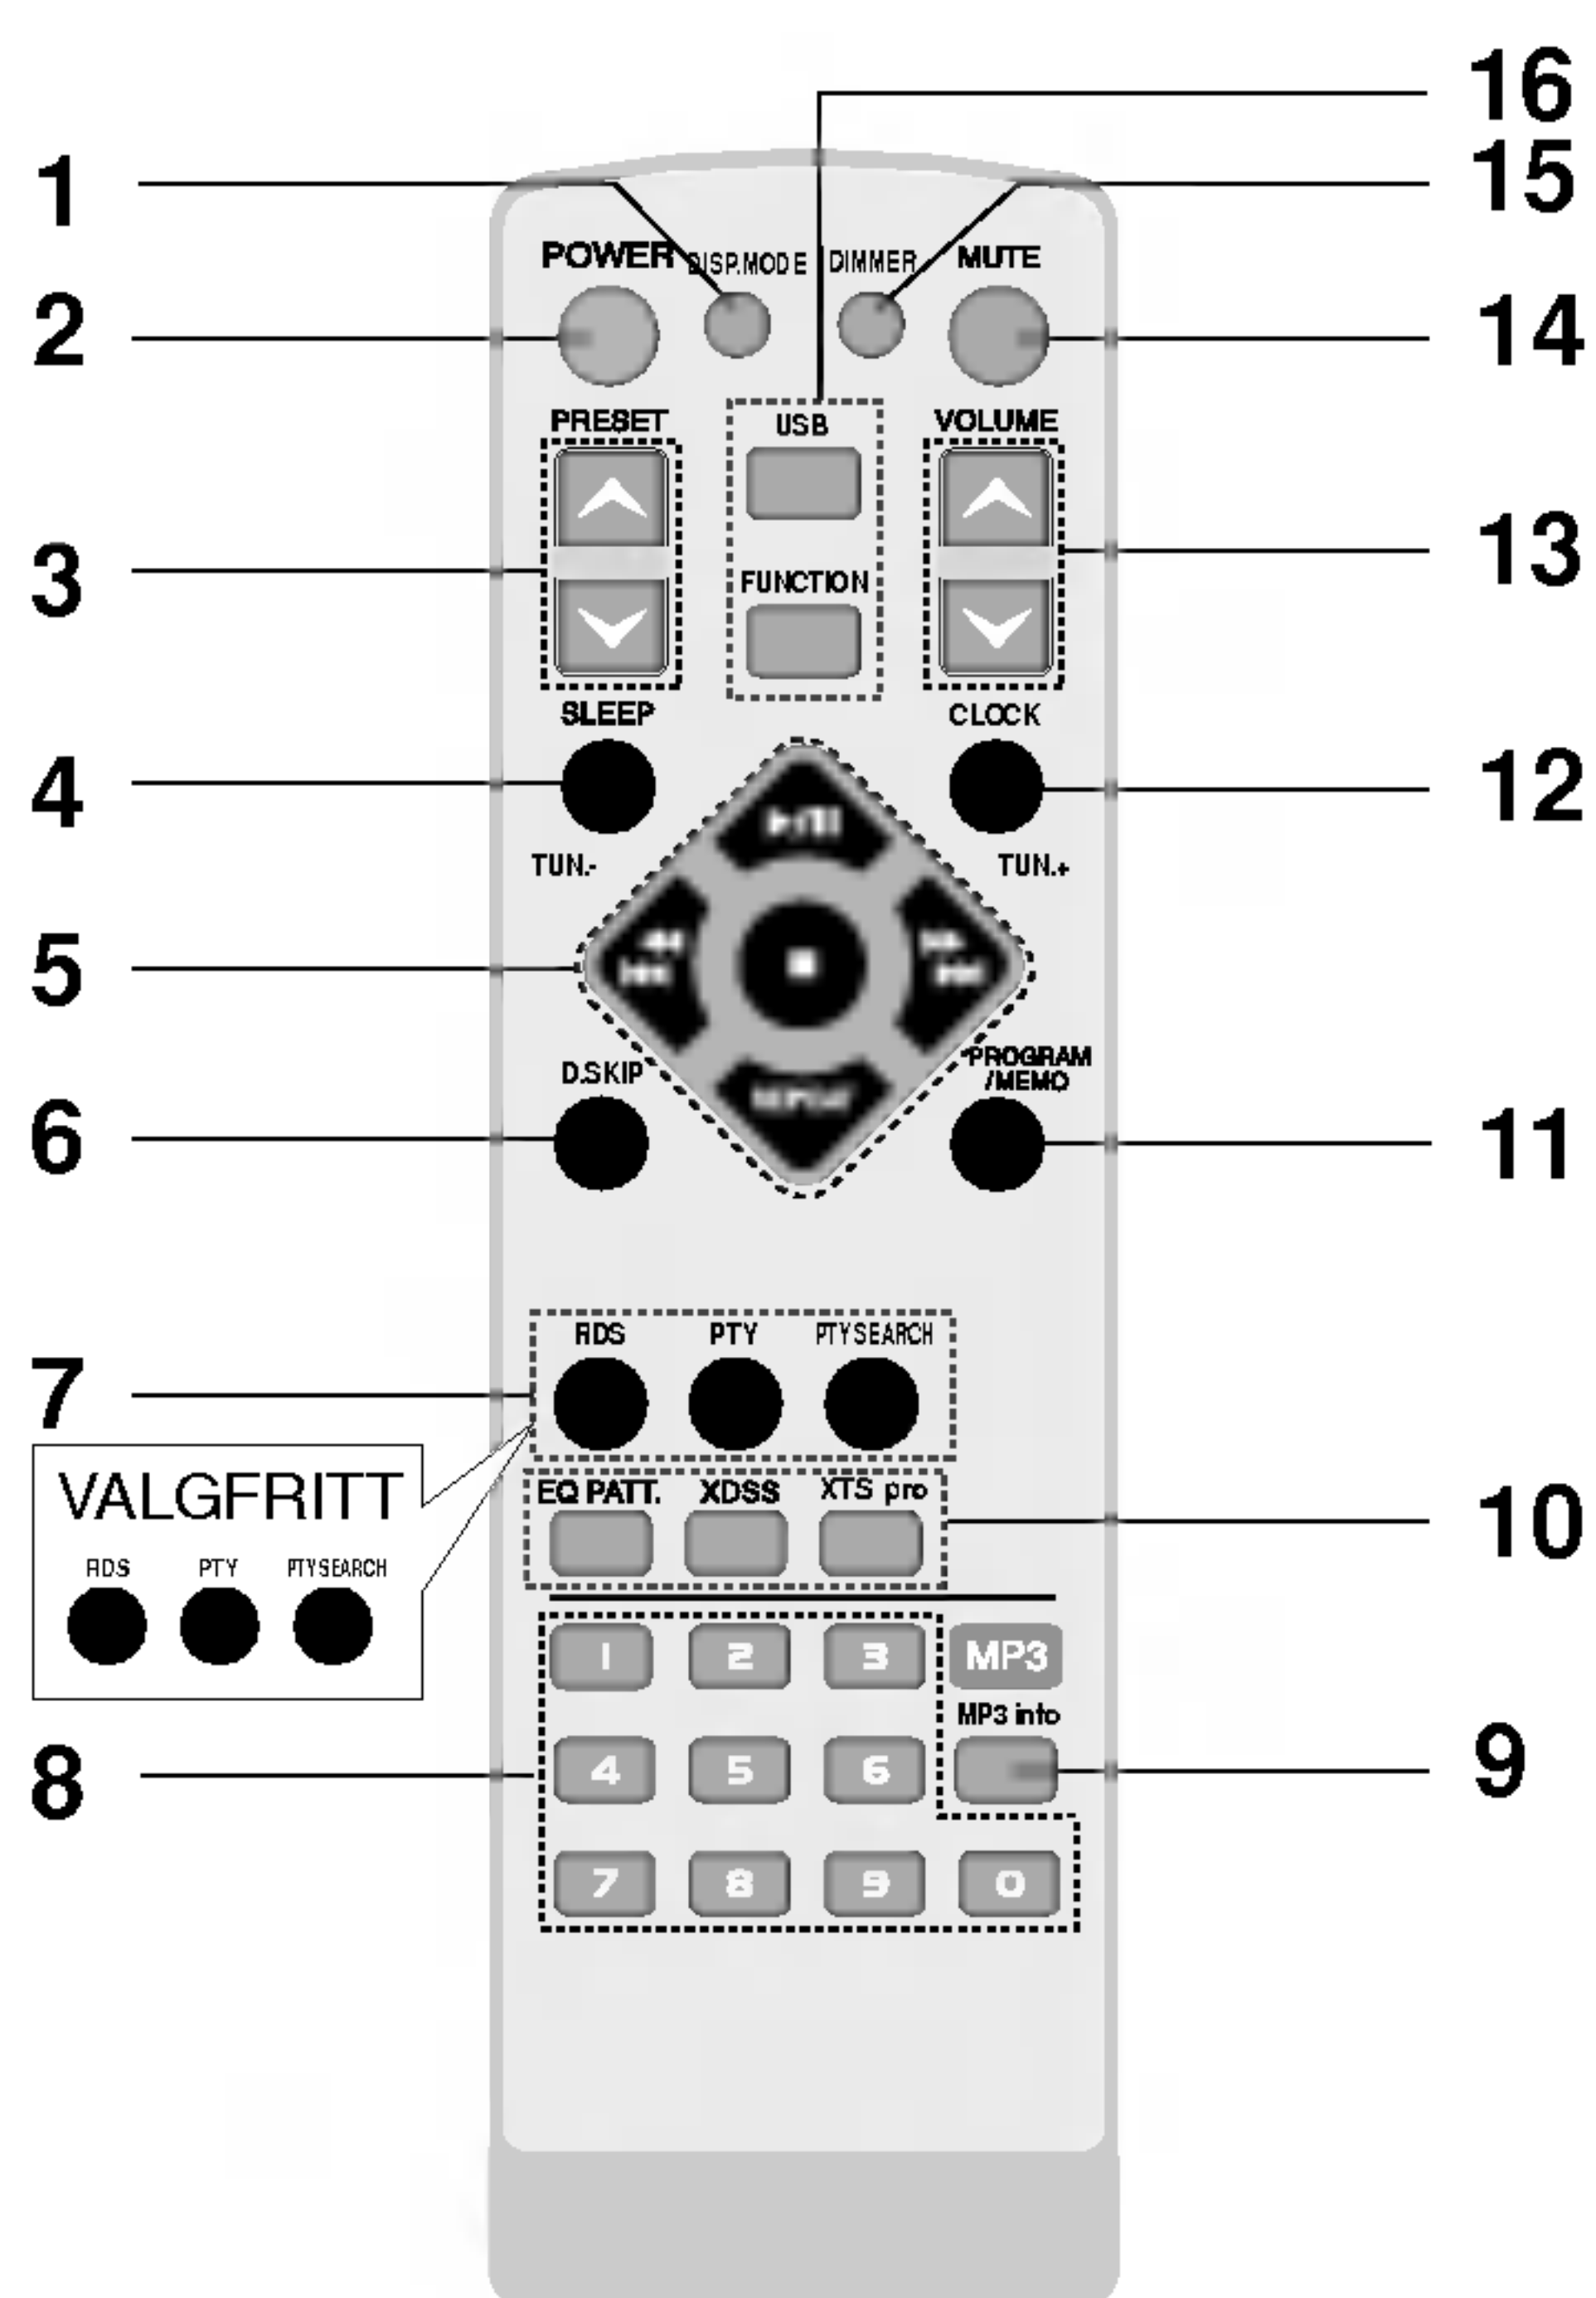 16
1
15
POWER DISP.MODE DIMMER MUTE
2
14
PRESET USB VOLUME
3
13
FUNCTION
SLEEP CLOCK
4
12
TUN.- TUN.+
5
D.SKIP
PROGRAM
/MEMO
REPEAT
6
11
RDS PTY PTY SEARCH
7
VALGFRITT
RDS PTY PTY SEARCH
EQ PATT. XDSS XTS pro
10
1 2 3 MP3
MP3 info
8
4 5 6
9
7 8 9 0